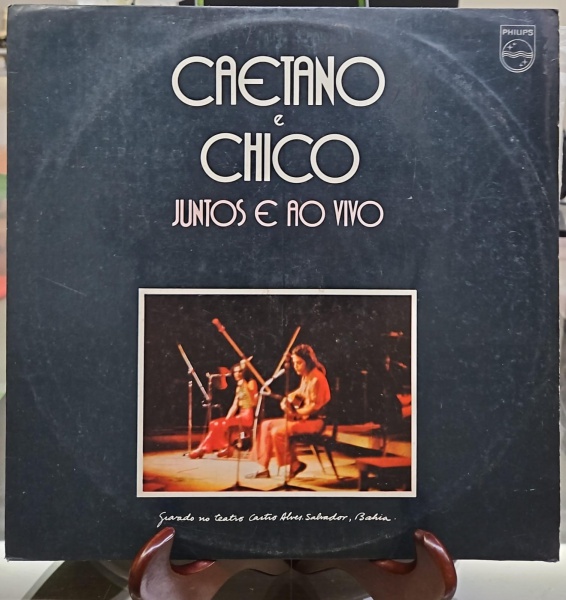 PHILIPS
CAETANO
e
CHICO
JUNTOS E AO VIVO
Gravado no teatro Castro Alves. Salvador, Bahia.